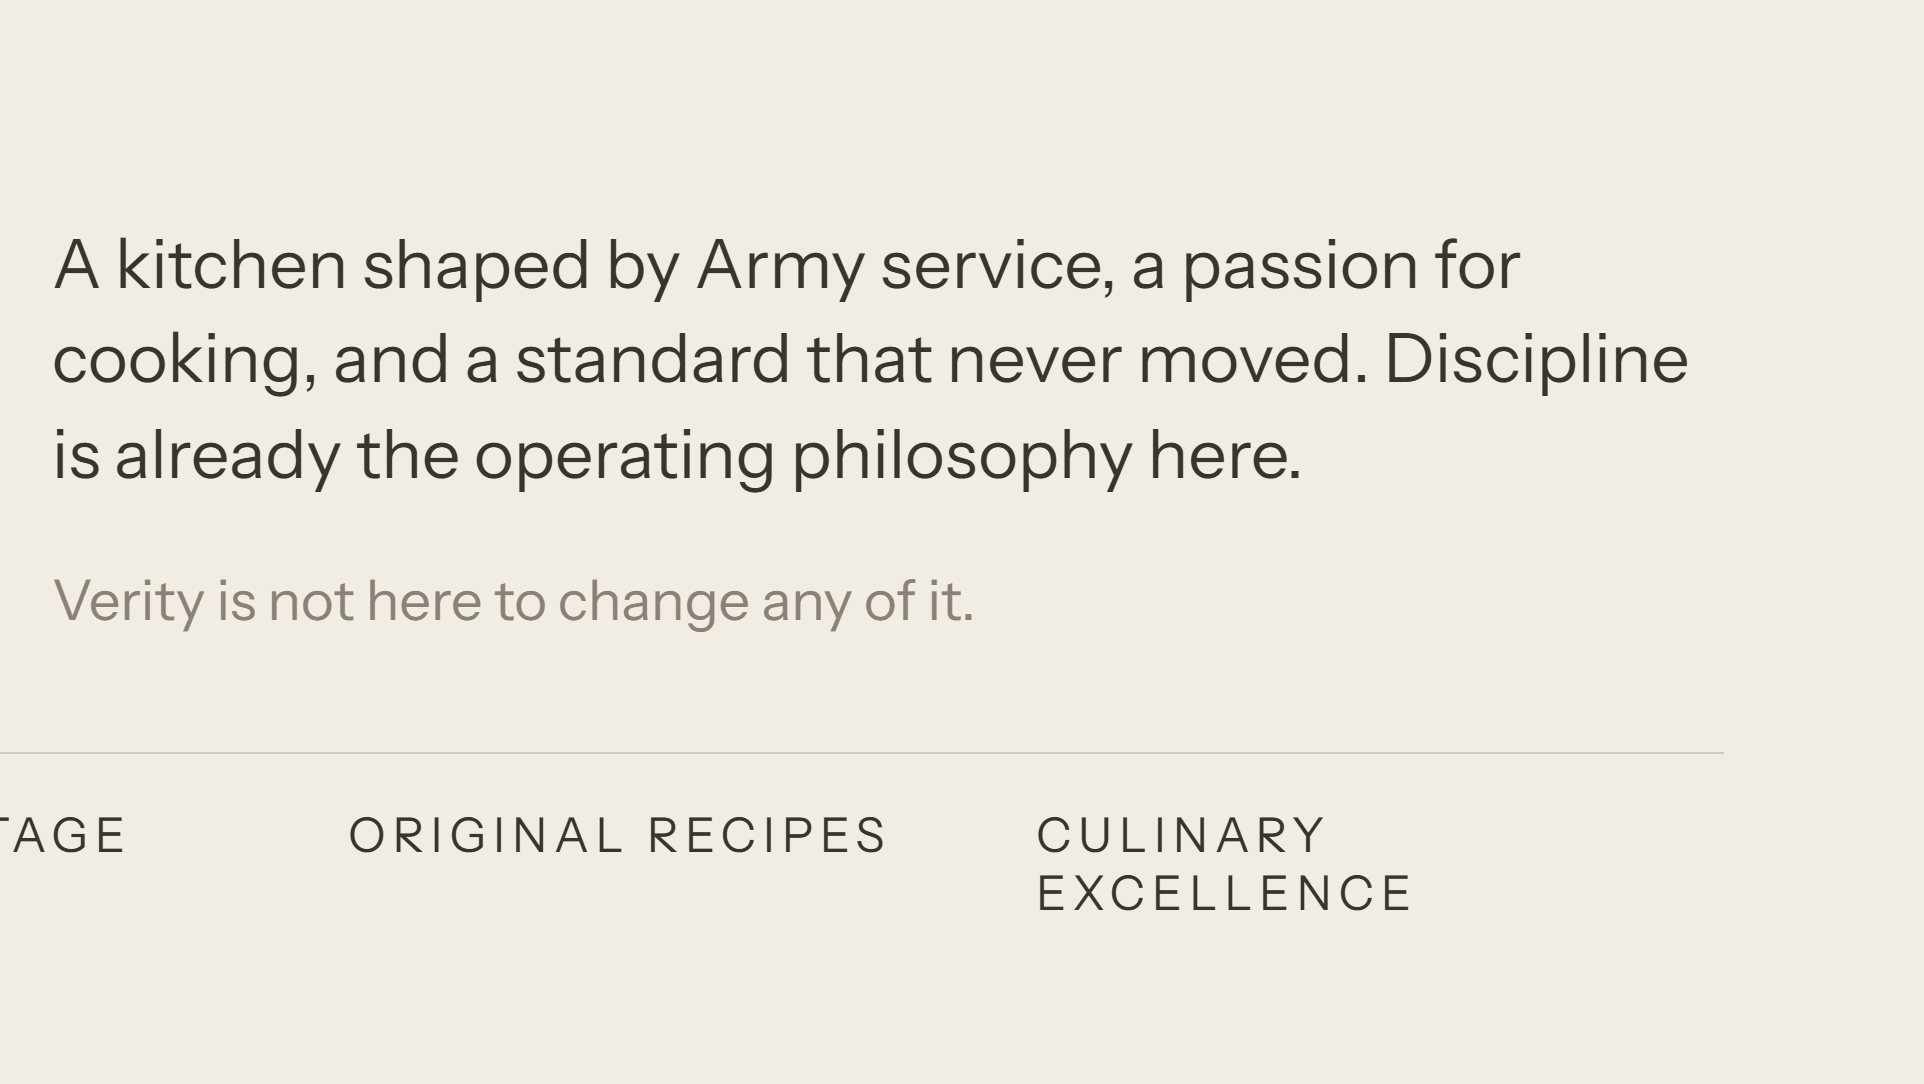 A kitchen shaped by Army service, a passion for
cooking, and a standard that never moved. Discipline
is already the operating philosophy here.
Verity is not here to change any of it.
TAGE
ORIGINAL RECIPES
CULINARY
EXCELLENCE